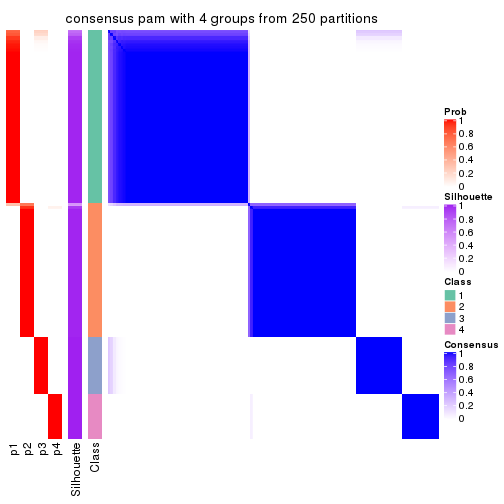 consensus pam with 4 groups from 250 partitions
Prob
1
0.8
0.6
0.4
0.2
0
Silhouette
1
0.8
0.6
0.4
0.2
0
Class
1
2
3
4
Consensus
1
0.8
0.6
0.4
0.2
0
p1
p2
p3
p4
Silhouette
Class